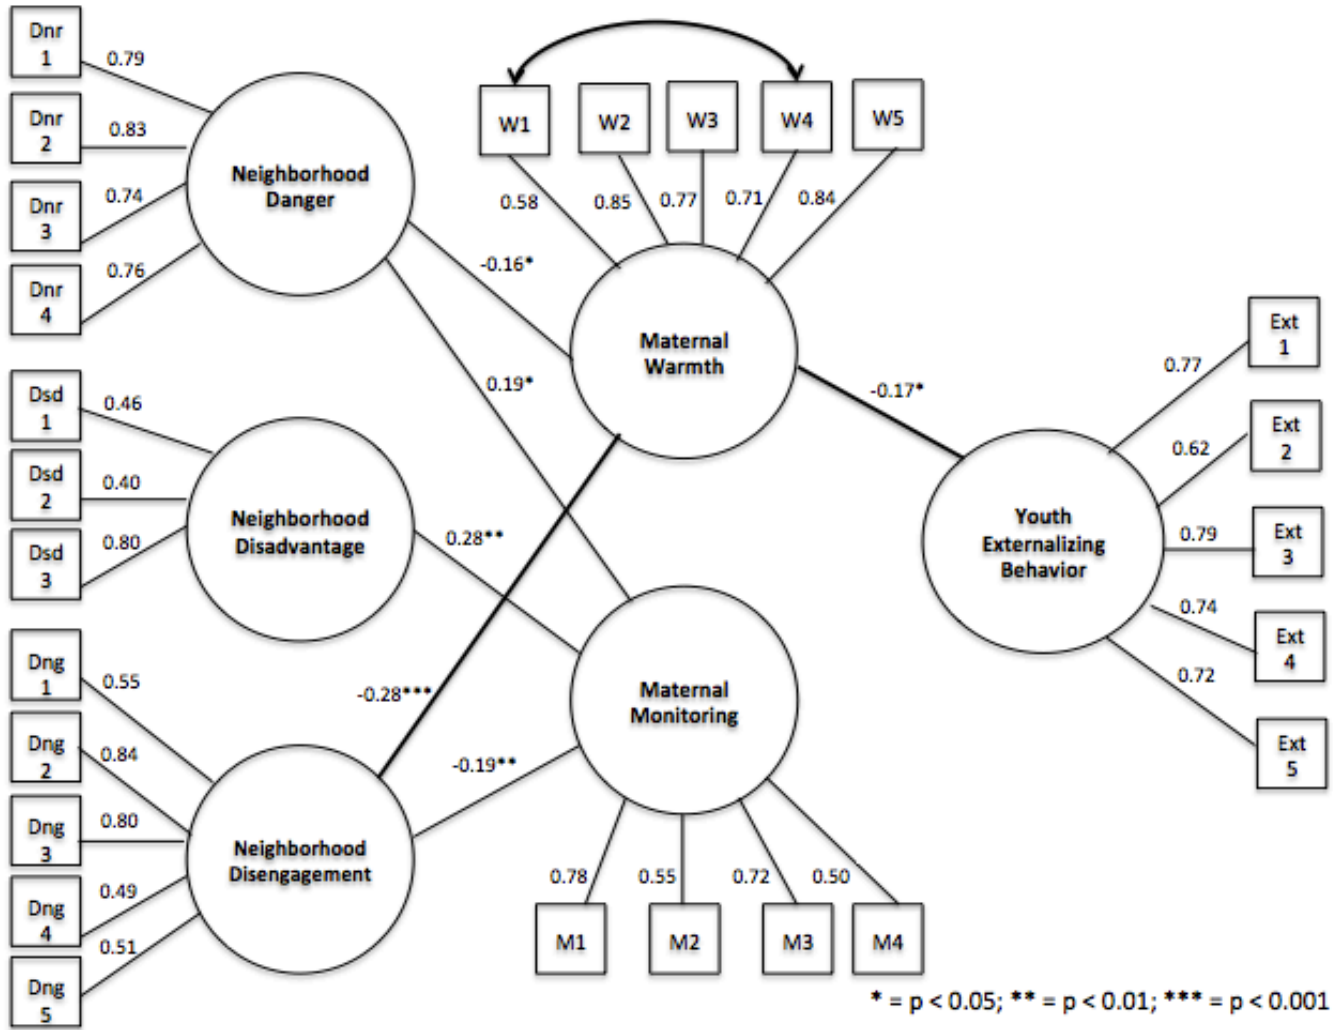 Dnr
1
0.79
Dnr
2
0.83
Dnr
3
0.74
Dnr
4
0.76
Neighborhood
Danger
Dsd
1
0.46
Dsd
2
0.40
Dsd
3
0.80
Neighborhood
Disadvantage
Dng
1
0.55
Dng
2
0.84
Dng
3
0.80
Dng
4
0.49
Dng
5
0.51
Neighborhood
Disengagement
-0.16*
0.19*
0.28**
-0.28***
-0.19**
W1
W2
W3
W4
W5
0.58
0.85
0.77
0.71
0.84
Maternal
Warmth
Maternal
Monitoring
0.78
0.55
0.72
0.50
M1
M2
M3
M4
-0.17*
Youth
Externalizing
Behavior
0.77
Ext
1
0.62
Ext
2
0.79
Ext
3
0.74
Ext
4
0.72
Ext
5
* = p < 0.05; ** = p < 0.01; *** = p < 0.001